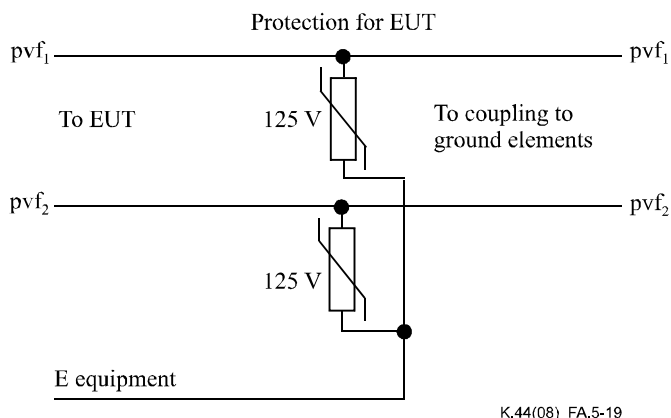 Protection for EUT
pvf₁ pvf₁
To EUT
125 V
To coupling to
ground elements
pvf₂ pvf₂
125 V
E equipment
K.44(08)_FA.5-19